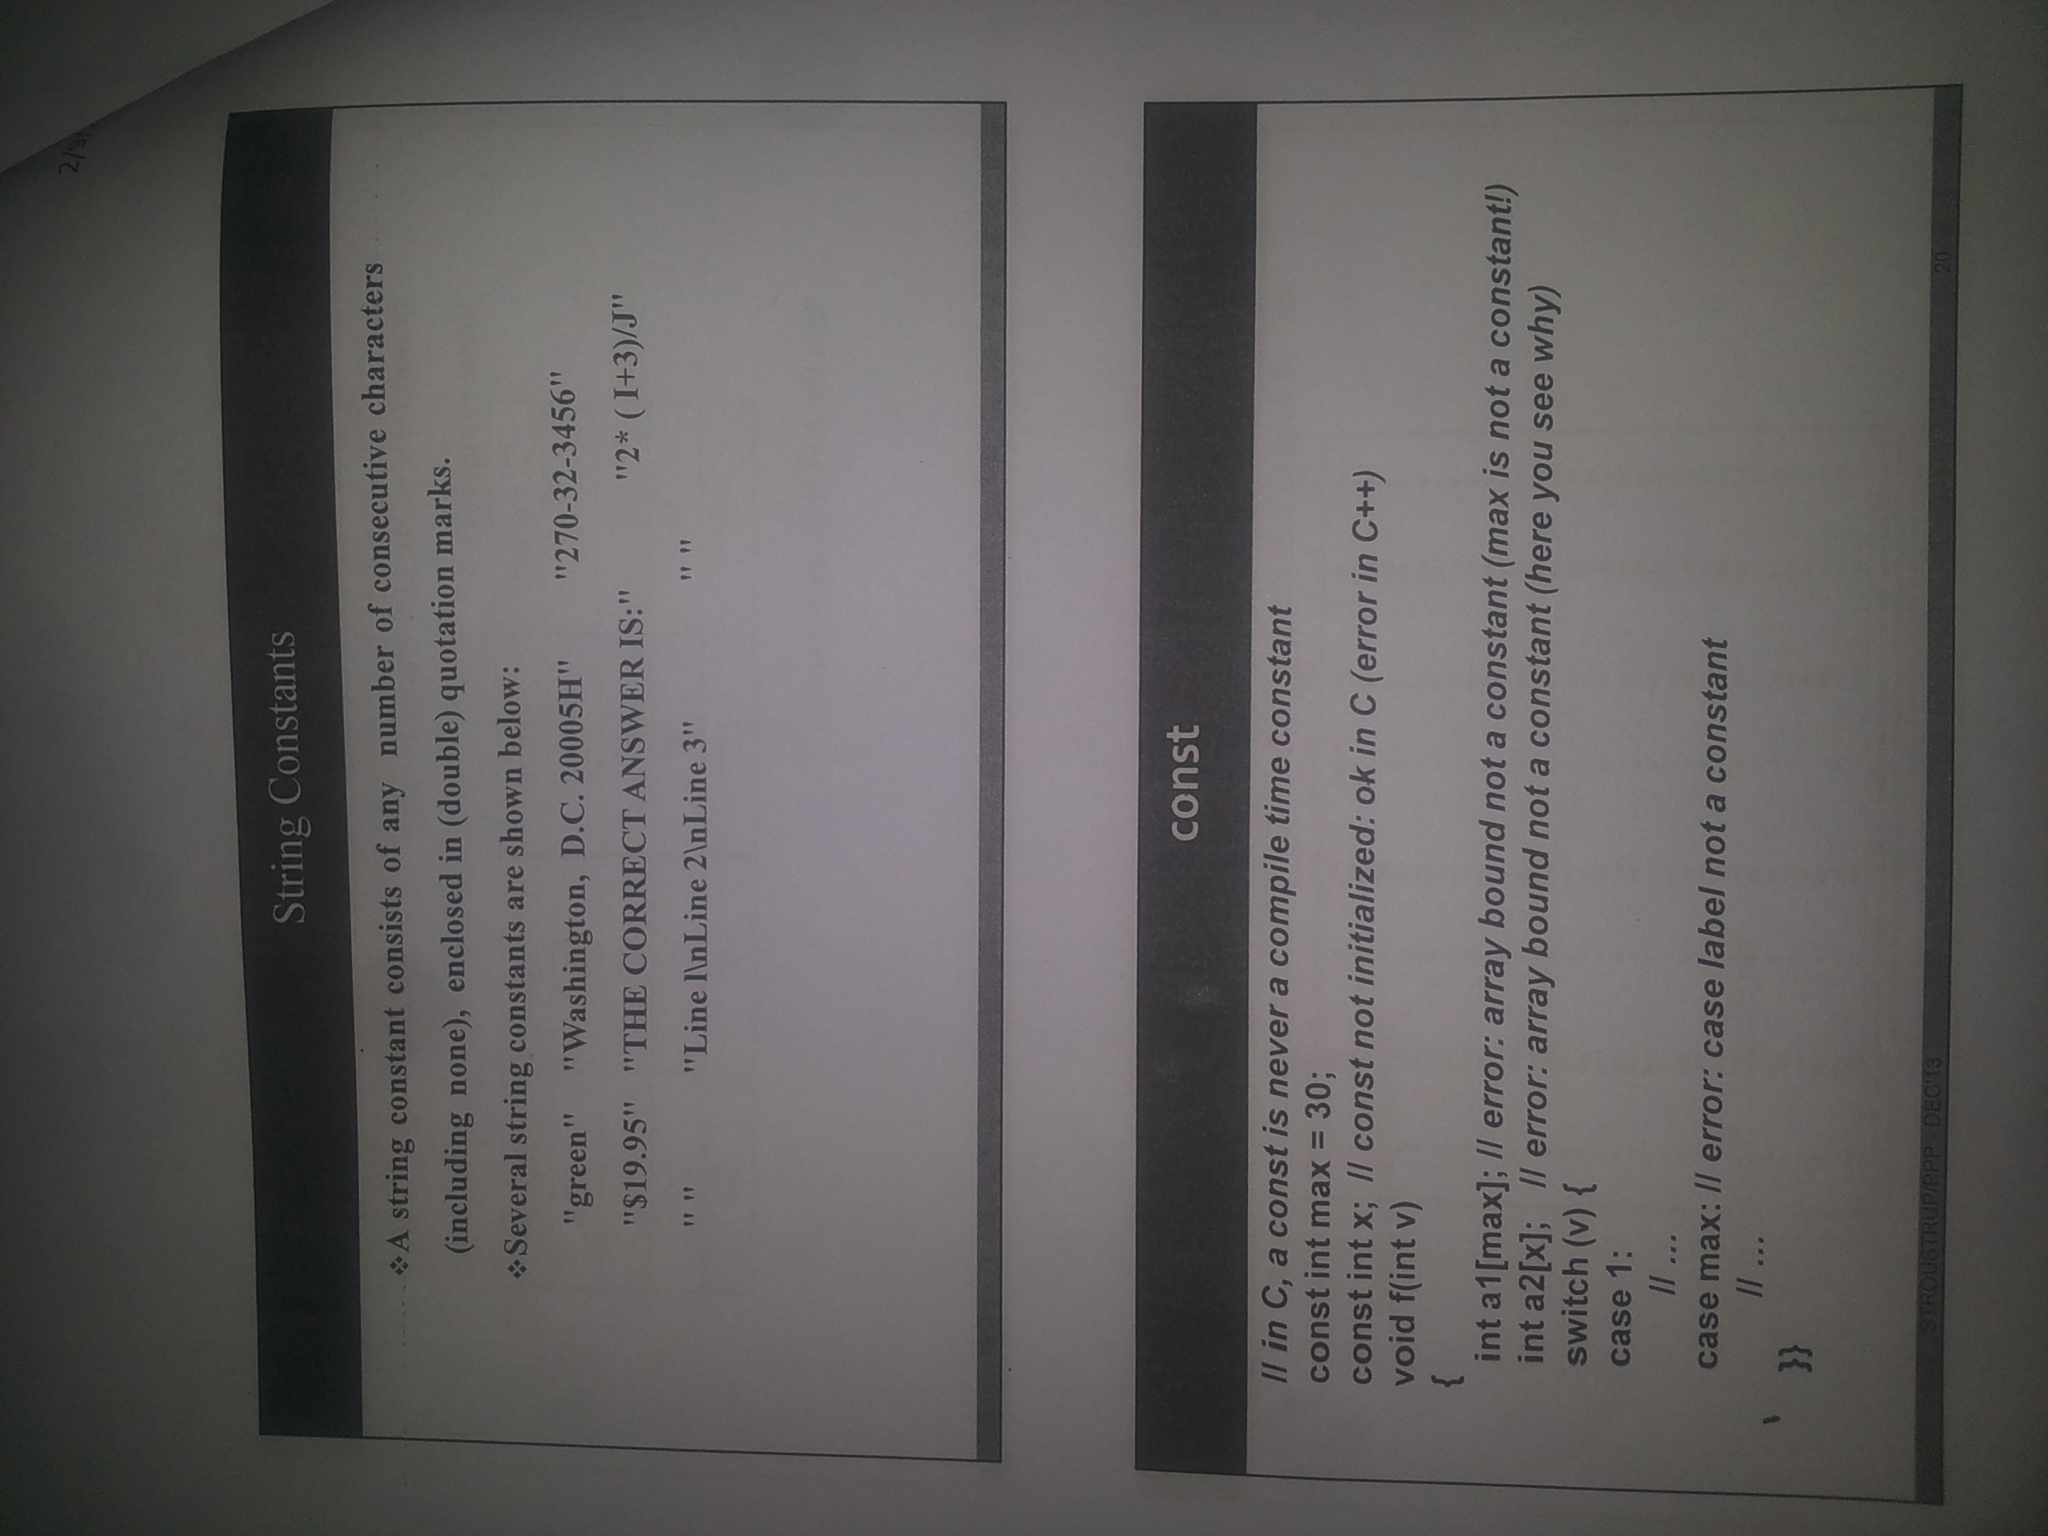 String Constants
❖A string constant consists of any number of consecutive characters
(including none), enclosed in (double) quotation marks.
❖Several string constants are shown below:
"green" "Washington, D.C. 20005H" "270-32-3456"
"$19.95" "THE CORRECT ANSWER IS:" "2* ( I+3)/J"
" " "Line l\nLine 2\nLine 3" " "
const
// in C, a const is never a compile time constant
const int max = 30;
const int x; // const not initialized: ok in C (error in C++)
void f(int v)
{
int a1[max]; // error: array bound not a constant (max is not a constant!)
int a2[x]; // error: array bound not a constant (here you see why)
switch (v) {
case 1:
// ...
case max: // error: case label not a constant
// ...
}}
STROUSTRUP/PPP - DEC'13 20